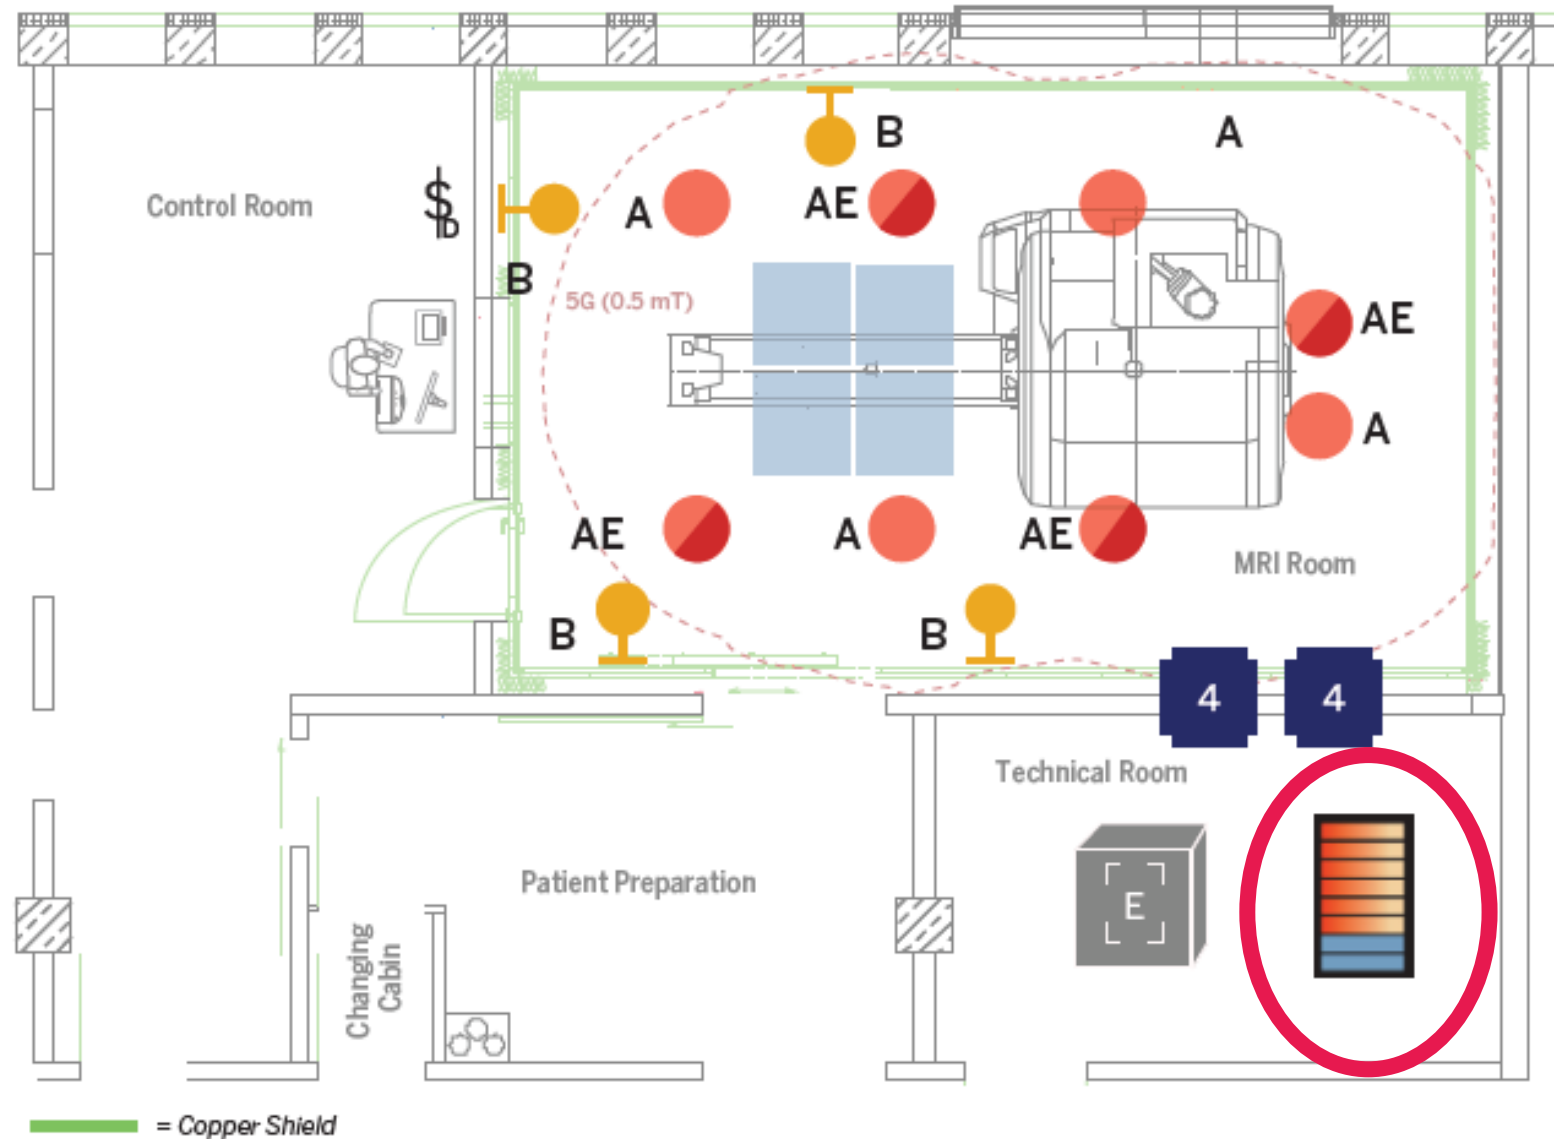 B
A
Control Room
$
D
A
AE
B
5G (0.5 mT)
AE
A
AE
A
AE
MRI Room
B
B
4
4
Technical Room
Patient Preparation
E
Changing
Cabin
= Copper Shield